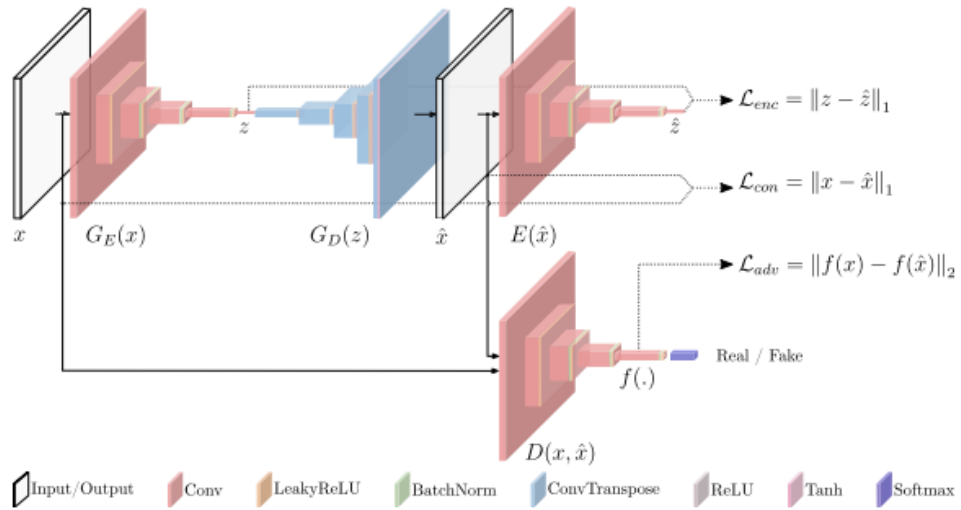 z
ẑ
ℒ_enc = ‖z − ẑ‖₁
ℒ_con = ‖x − x̂‖₁
x
G_E(x)
G_D(z)
x̂
E(x̂)
ℒ_adv = ‖f(x) − f(x̂)‖₂
Real / Fake
f(.)
D(x, x̂)
Input/Output Conv LeakyReLU BatchNorm ConvTranspose ReLU Tanh Softmax